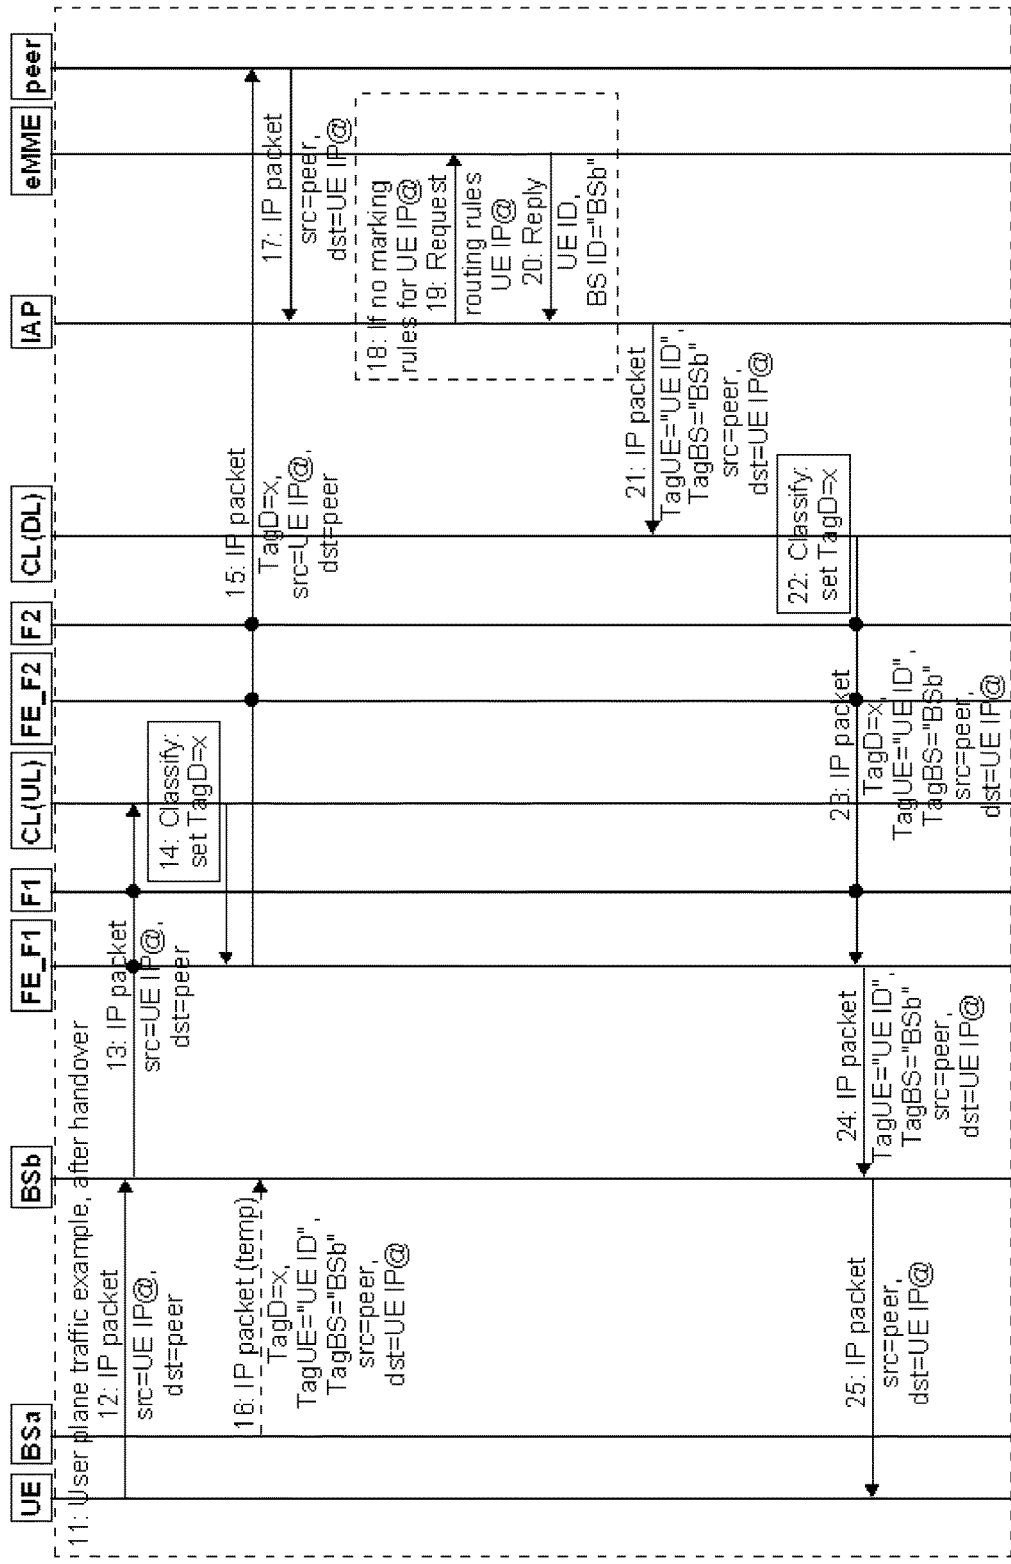 UE
BSa
BSb
FE_F1
F1
CL(UL)
FE_F2
F2
CL(DL)
IAP
eMME
peer
11: User plane traffic example, after handover
12: IP packet
src=UE IP@,
dst=peer
13: IP packet
src=UE IP@,
dst=peer
14: Classify:
set TagD=x
15: IP packet
TagD=x,
src=UE IP@,
dst=peer
16: IP packet (temp)
TagD=x,
TagUE="UE ID",
TagBS="BSb"
src=peer,
dst=UE IP@
17: IP packet
src=peer,
dst=UE IP@
18: If no marking
rules for UE IP@
19: Request
routing rules
UE IP@
20: Reply
UE ID,
BS ID="BSb"
21: IP packet
TagUE="UE ID",
TagBS="BSb"
src=peer,
dst=UE IP@
22: Classify:
set TagD=x
23: IP packet
TagD=x,
TagUE="UE ID",
TagBS="BSb"
src=peer,
dst=UE IP@
24: IP packet
TagUE="UE ID",
TagBS="BSb"
src=peer,
dst=UE IP@
25: IP packet
src=peer,
dst=UE IP@